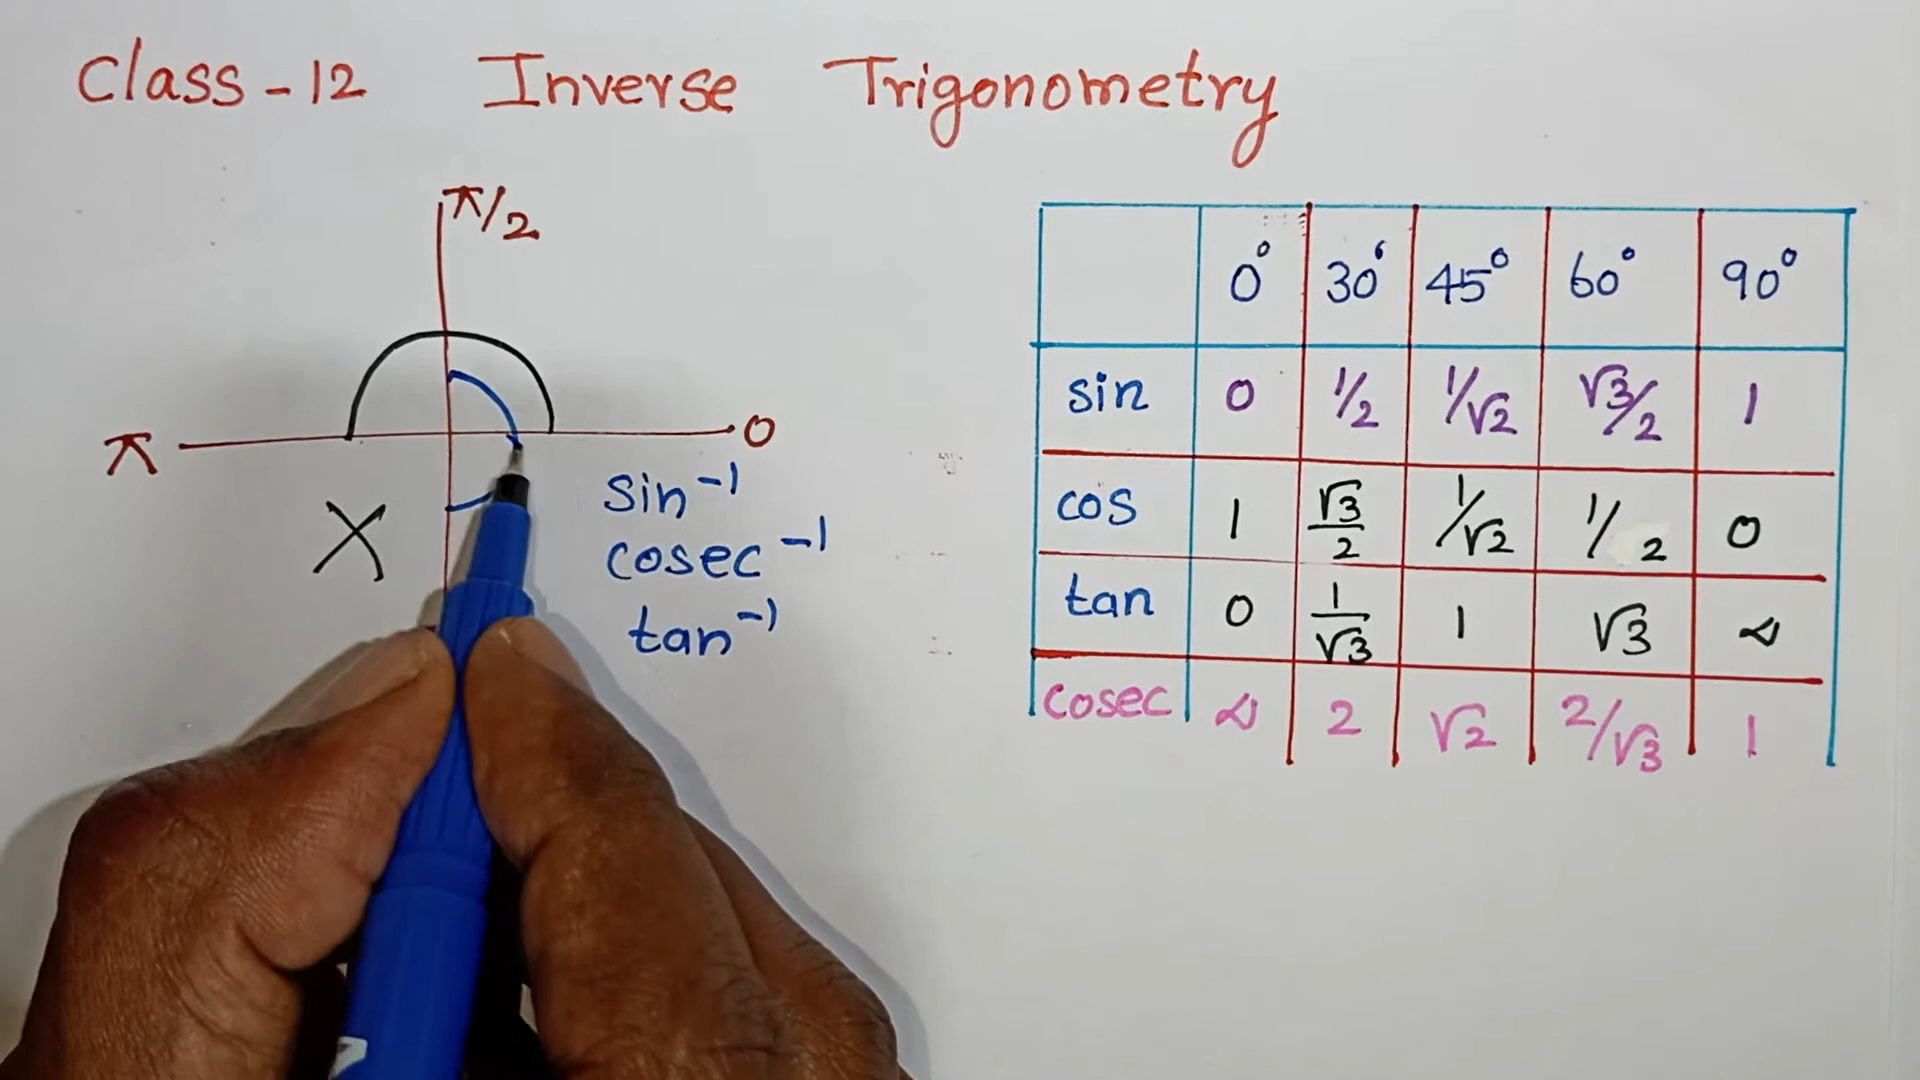 Class-12 Inverse Trigonometry
π/2
π
0
X
sin⁻¹
cosec⁻¹
tan⁻¹
0° 30° 45° 60° 90°
sin 0 1/2 1/√2 √3/2 1
cos 1 √3/2 1/√2 1/2 0
tan 0 1/√3 1 √3 ∝
cosec ∝ 2 √2 2/√3 1